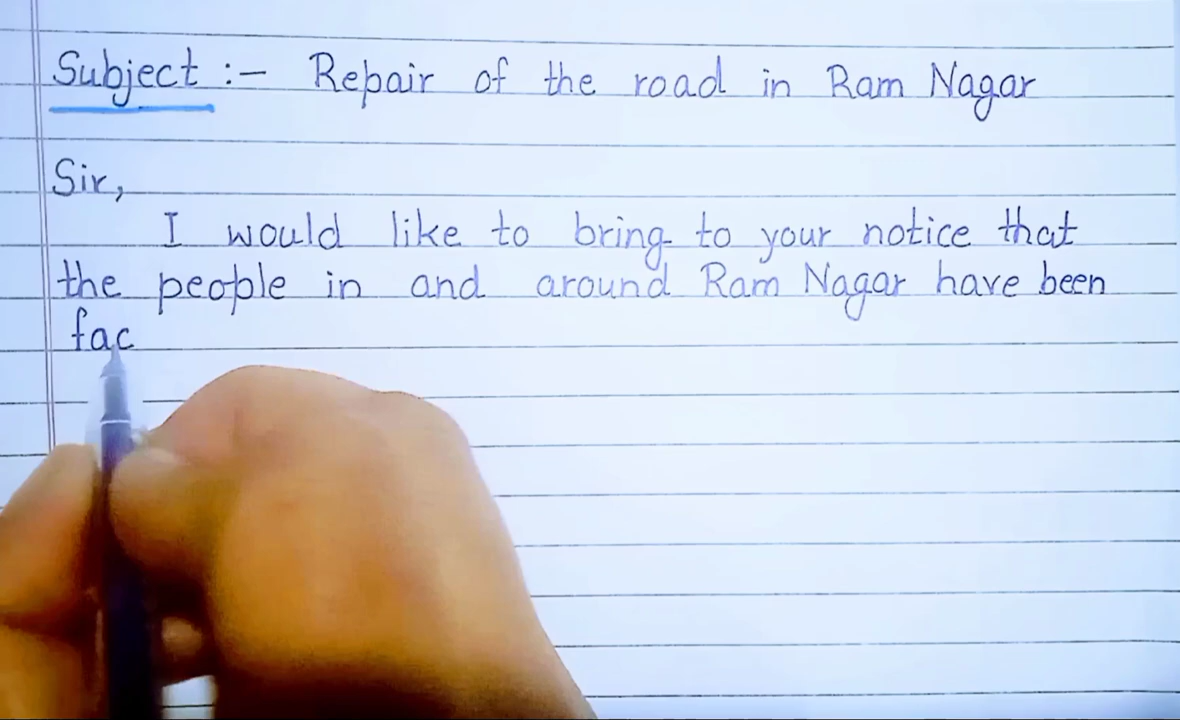 Subject :- Repair of the road in Ram Nagar
Sir,
I would like to bring to your notice that
the people in and around Ram Nagar have been
fac